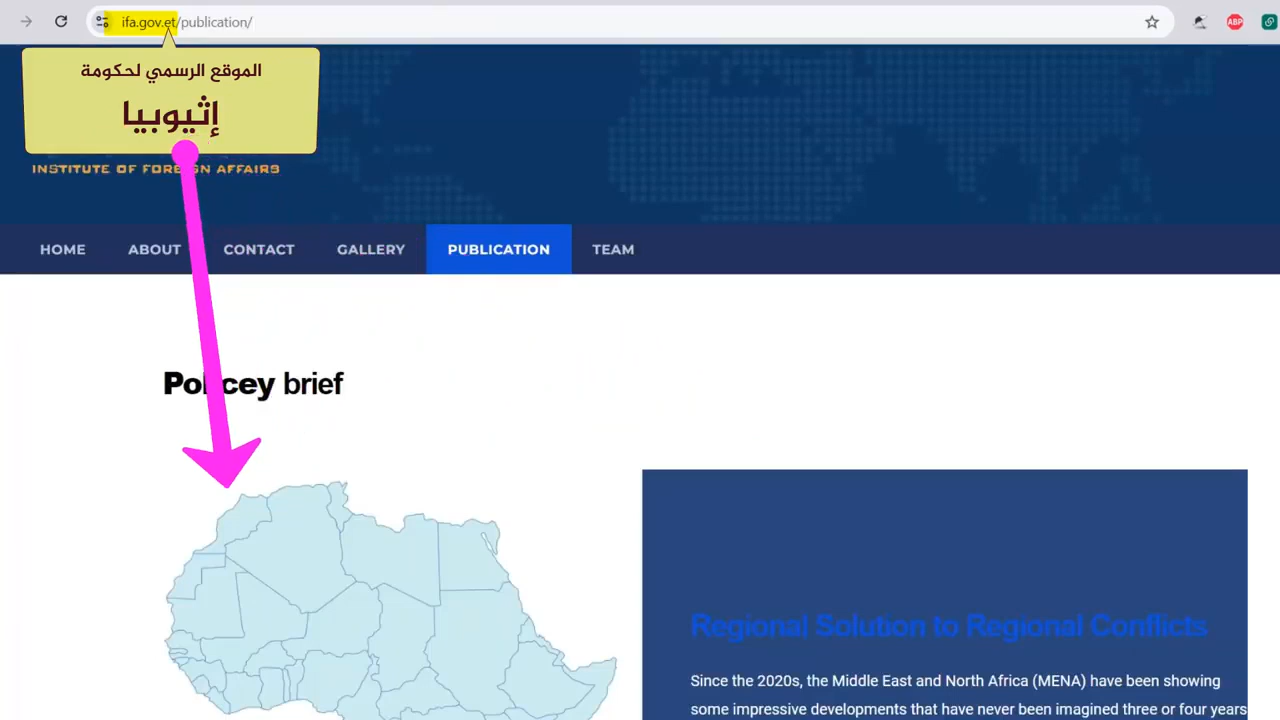 ifa.gov.et/publication/
ABP
الموقع الرسمي لحكومة
إثيوبيا
INSTITUTE OF FOREIGN AFFAIRS
HOME ABOUT CONTACT GALLERY PUBLICATION TEAM
Policey brief
Regional Solution to Regional Conflicts
Since the 2020s, the Middle East and North Africa (MENA) have been showing
some impressive developments that have never been imagined three or four years